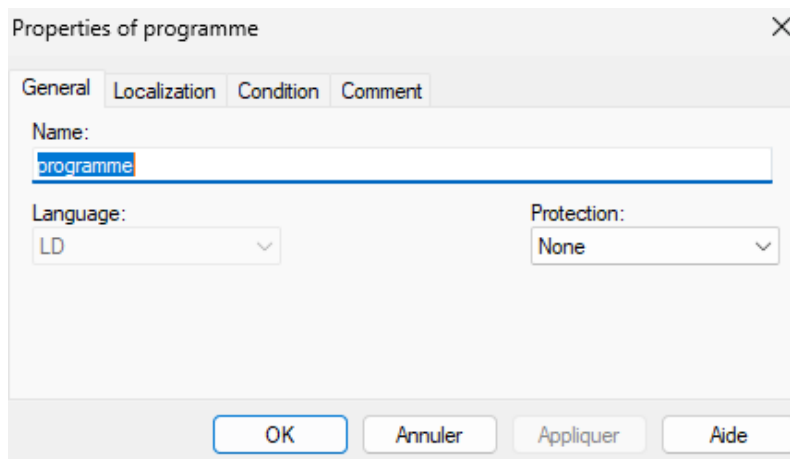 Properties of programme
General Localization Condition Comment
Name:
programme
Language: Protection:
LD None
OK Annuler Appliquer Aide